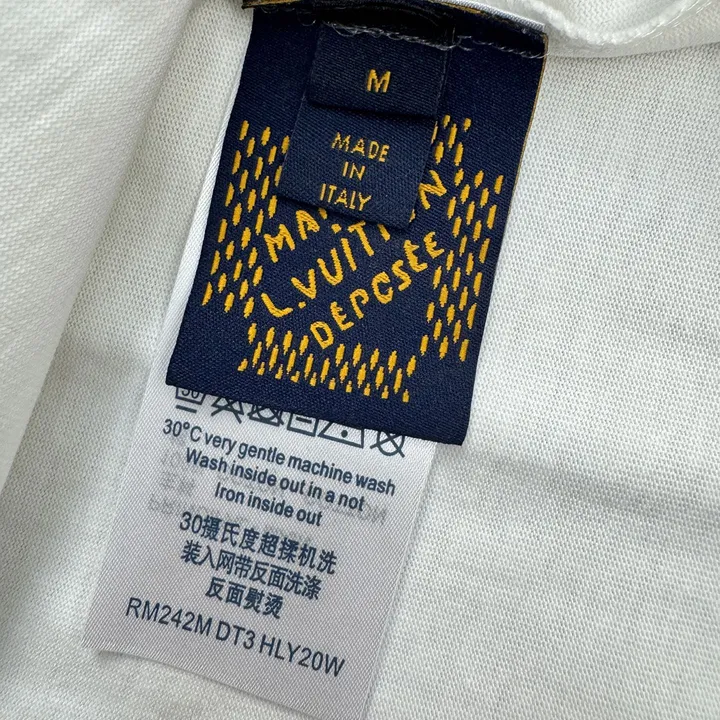 M
MADE
IN
ITALY
L.VUITTON
DÉPOSÉE
30
30°C very gentle machine wash
Wash inside out in a not
Iron inside out
30摄氏度超揉机洗
装入网带反面洗涤
反面熨烫
RM242M DT3 HLY20W